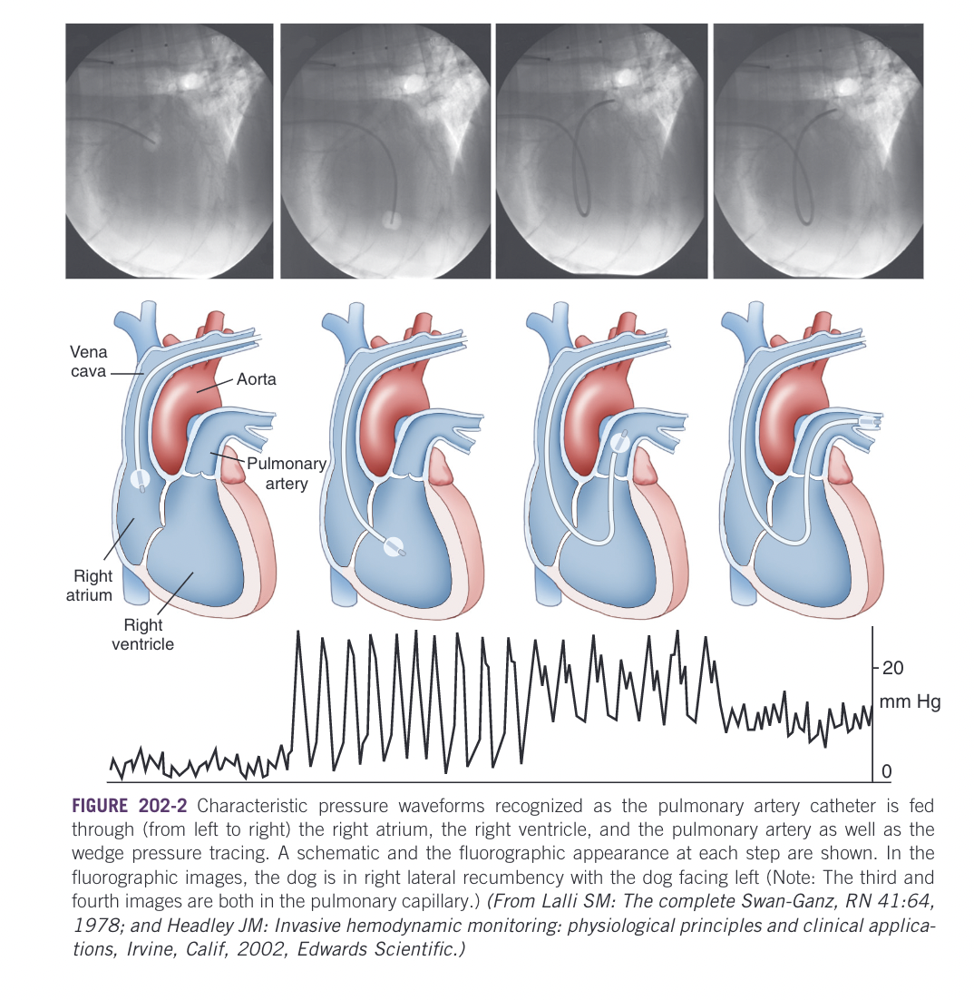 Vena
cava
Aorta
Pulmonary
artery
Right
atrium
Right
ventricle
20
mm Hg
0
FIGURE 202-2 Characteristic pressure waveforms recognized as the pulmonary artery catheter is fed
through (from left to right) the right atrium, the right ventricle, and the pulmonary artery as well as the
wedge pressure tracing. A schematic and the fluorographic appearance at each step are shown. In the
fluorographic images, the dog is in right lateral recumbency with the dog facing left (Note: The third and
fourth images are both in the pulmonary capillary.) (From Lalli SM: The complete Swan-Ganz, RN 41:64,
1978; and Headley JM: Invasive hemodynamic monitoring: physiological principles and clinical applica-
tions, Irvine, Calif, 2002, Edwards Scientific.)